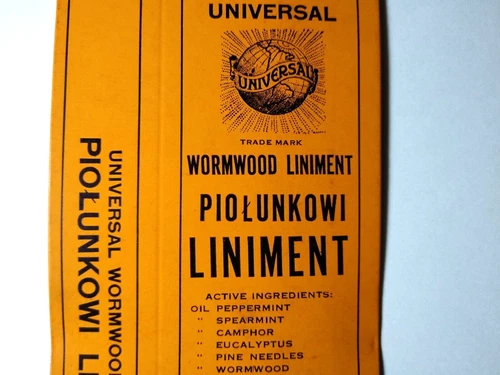 UNIVERSAL
UNIVERSAL
TRADE MARK
WORMWOOD LINIMENT
PIOŁUNKOWI
LINIMENT
ACTIVE INGREDIENTS:
OIL PEPPERMINT
" SPEARMINT
" CAMPHOR
" EUCALYPTUS
" PINE NEEDLES
" WORMWOOD
UNIVERSAL WORMWOOD
PIOŁUNKOWI